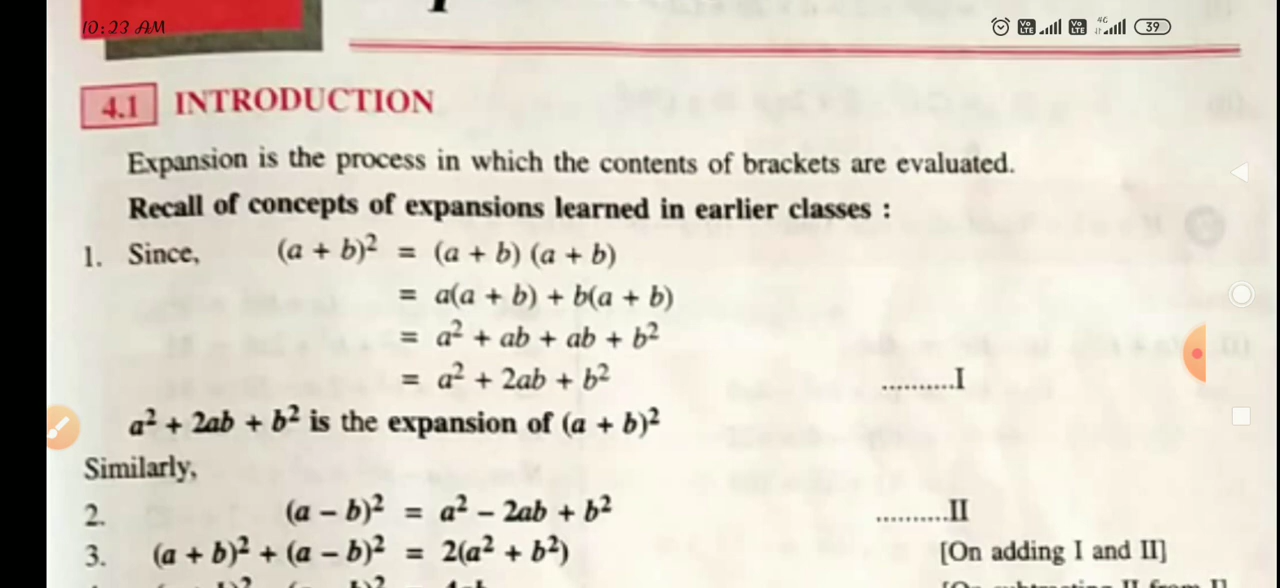 10:23 AM
4G
39
4.1 INTRODUCTION
Expansion is the process in which the contents of brackets are evaluated.
Recall of concepts of expansions learned in earlier classes :
1. Since, (a + b)² = (a + b) (a + b)
= a(a + b) + b(a + b)
= a² + ab + ab + b²
= a² + 2ab + b² ..........I
a² + 2ab + b² is the expansion of (a + b)²
Similarly,
2. (a – b)² = a² – 2ab + b² ..........II
3. (a + b)² + (a – b)² = 2(a² + b²) [On adding I and II]